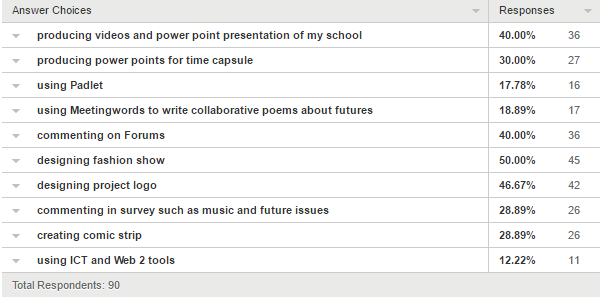 Answer Choices Responses
producing videos and power point presentation of my school 40.00% 36
producing power points for time capsule 30.00% 27
using Padlet 17.78% 16
using Meetingwords to write collaborative poems about futures 18.89% 17
commenting on Forums 40.00% 36
designing fashion show 50.00% 45
designing project logo 46.67% 42
commenting in survey such as music and future issues 28.89% 26
creating comic strip 28.89% 26
using ICT and Web 2 tools 12.22% 11
Total Respondents: 90